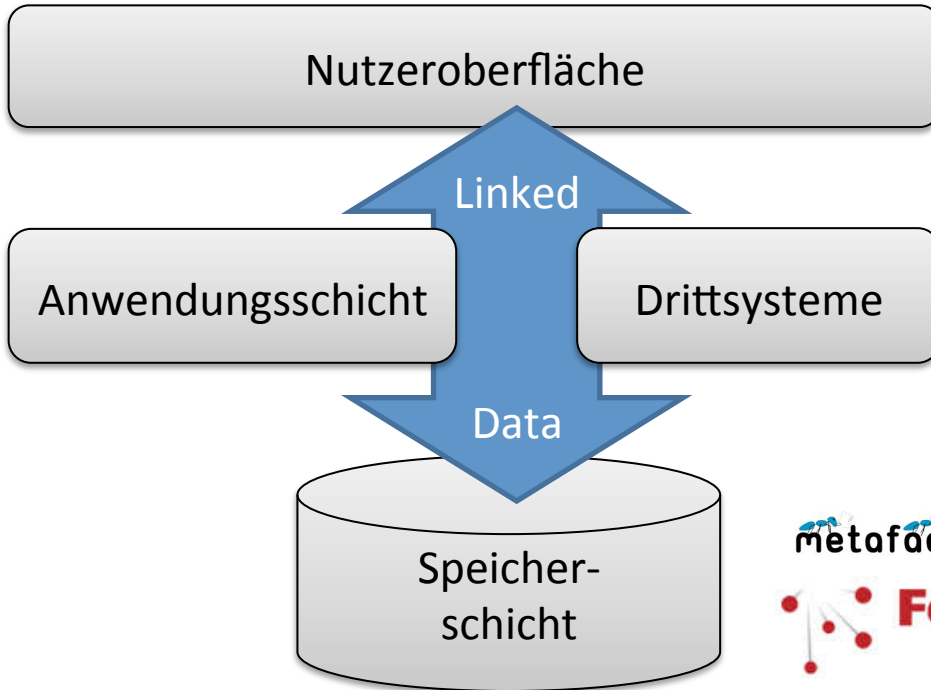 Nutzeroberfläche
Linked
Anwendungsschicht
Drittsysteme
Data
Speicher-
schicht